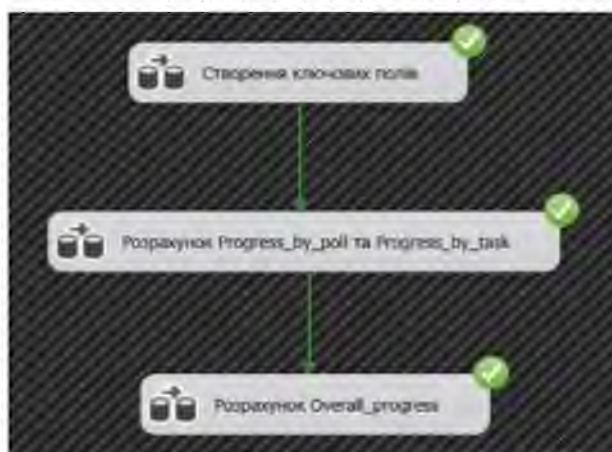 Створення ключових полів
Розрахунок Progress_by_poll та Progress_by_task
Розрахунок Overall_progress